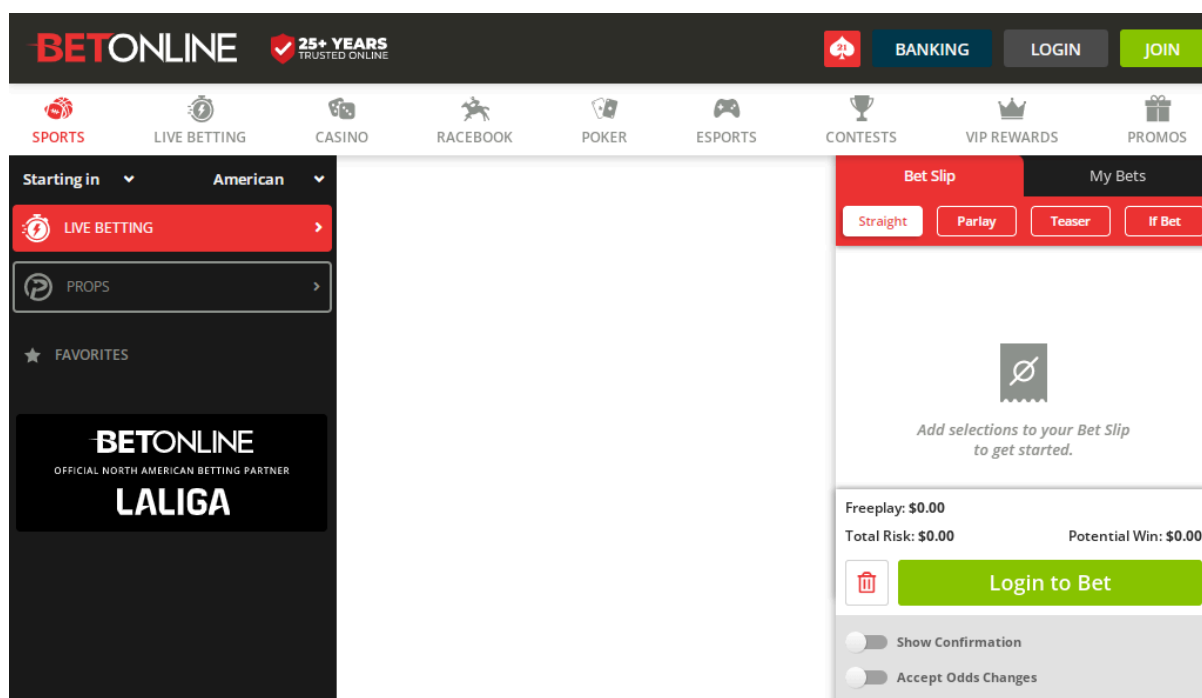 BETONLINE
25+ YEARS
TRUSTED ONLINE
21
BANKING
LOGIN
JOIN
SPORTS
LIVE BETTING
CASINO
RACEBOOK
POKER
ESPORTS
CONTESTS
VIP REWARDS
PROMOS
Starting in
American
LIVE BETTING
PROPS
FAVORITES
BETONLINE
OFFICIAL NORTH AMERICAN BETTING PARTNER
LALIGA
Bet Slip
My Bets
Straight
Parlay
Teaser
If Bet
Add selections to your Bet Slip
to get started.
Freeplay: $0.00
Total Risk: $0.00
Potential Win: $0.00
Login to Bet
Show Confirmation
Accept Odds Changes